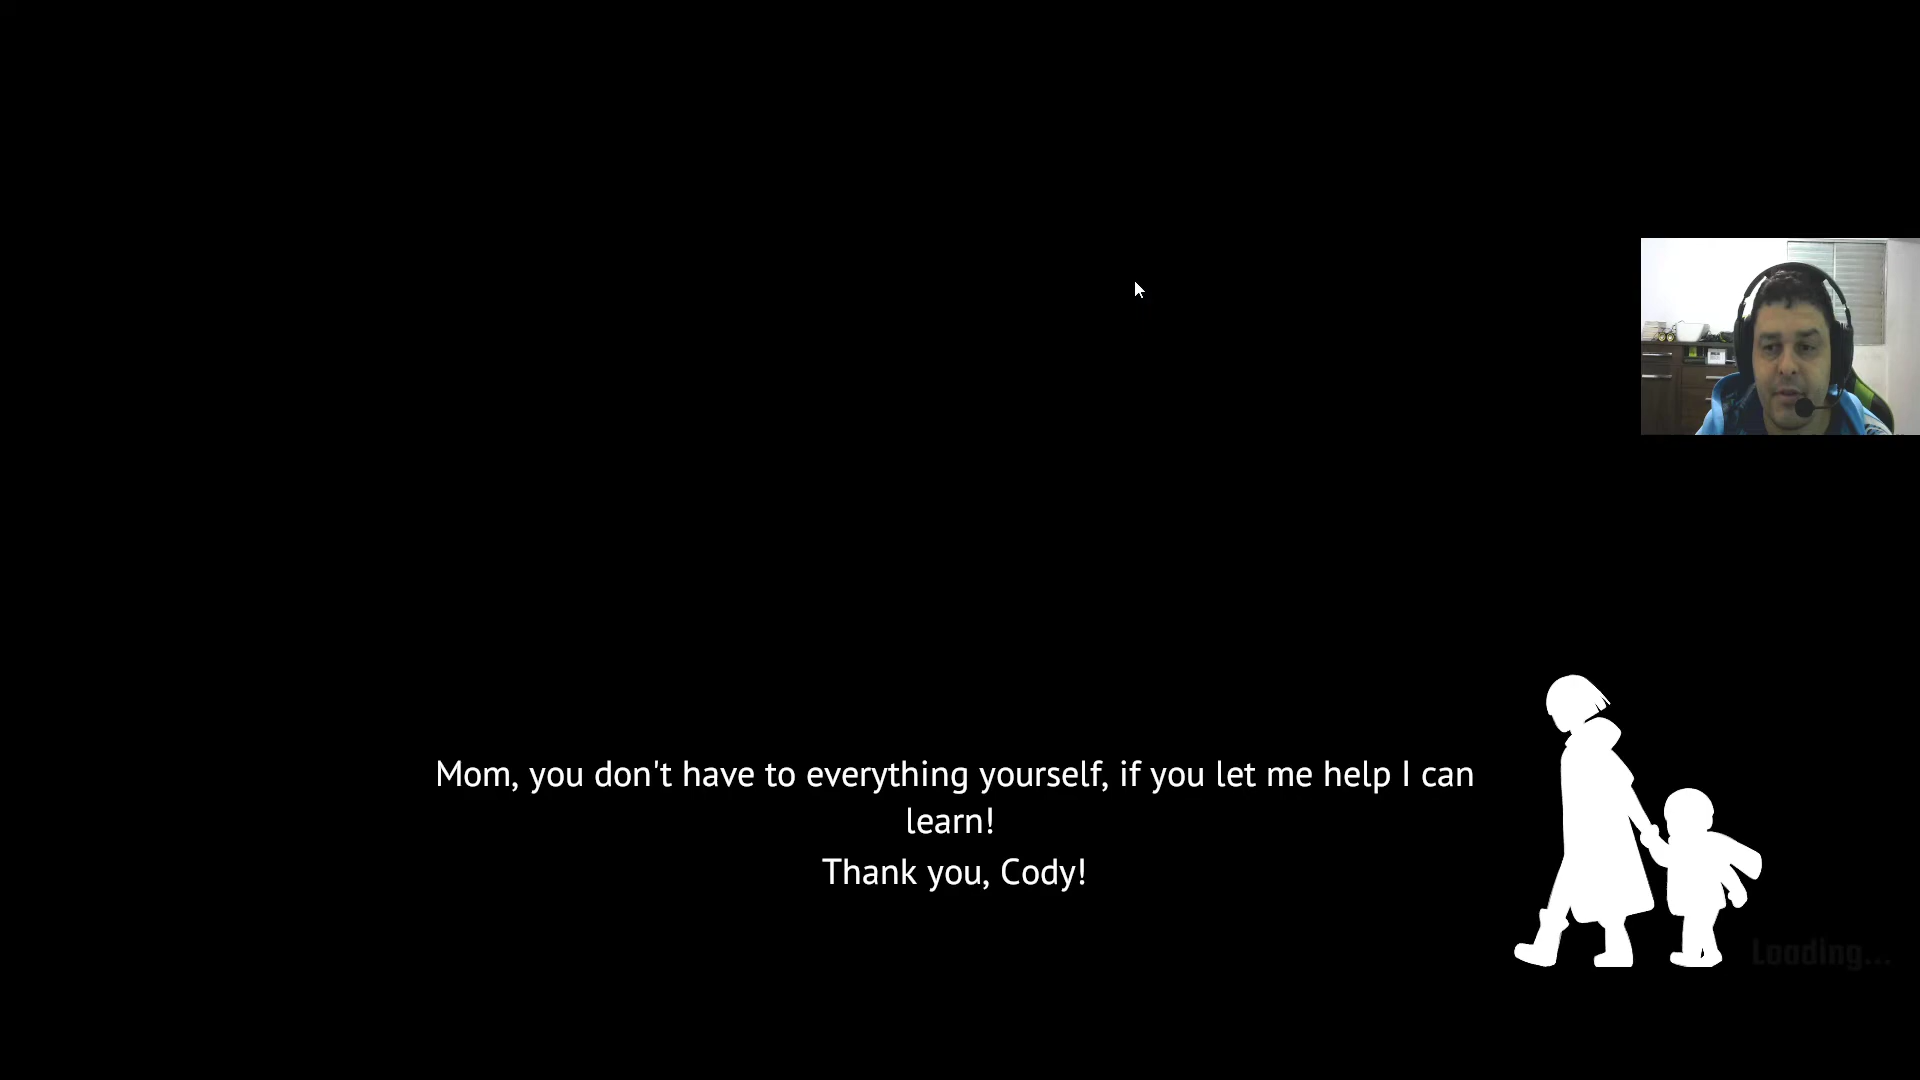 Mom, you don't have to everything yourself, if you let me help I can
learn!
Thank you, Cody!
Loading...